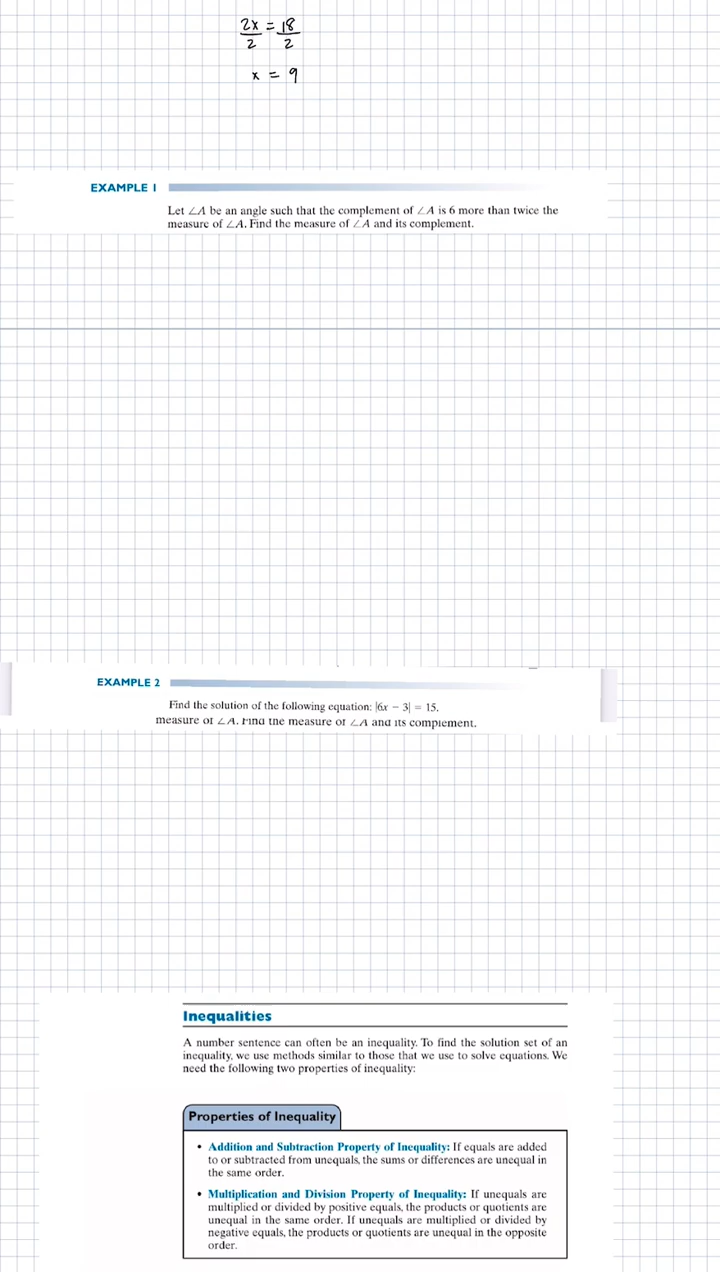 2x = 18
2 2
x = 9
EXAMPLE 1
Let ∠A be an angle such that the complement of ∠A is 6 more than twice the
measure of ∠A. Find the measure of ∠A and its complement.
EXAMPLE 2
Find the solution of the following equation: |6x − 3| = 15.
measure of ∠A. Find the measure of ∠A and its complement.
Inequalities
A number sentence can often be an inequality. To find the solution set of an
inequality, we use methods similar to those that we use to solve equations. We
need the following two properties of inequality:
Properties of Inequality
• Addition and Subtraction Property of Inequality: If equals are added
to or subtracted from unequals, the sums or differences are unequal in
the same order.
• Multiplication and Division Property of Inequality: If unequals are
multiplied or divided by positive equals, the products or quotients are
unequal in the same order. If unequals are multiplied or divided by
negative equals, the products or quotients are unequal in the opposite
order.